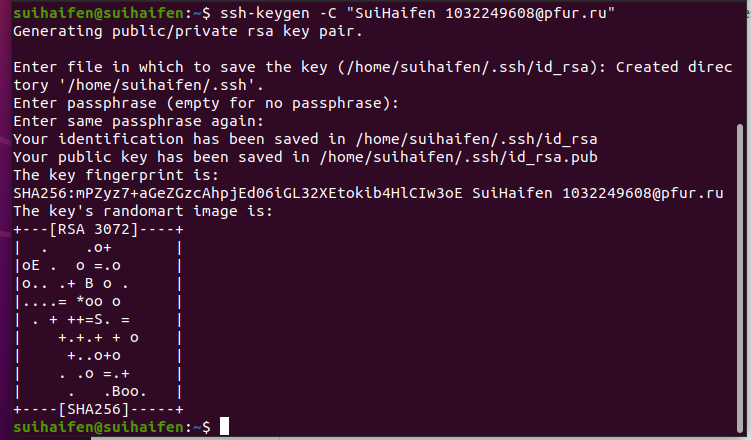 suihaifen@suihaifen:~$ ssh-keygen -C "SuiHaifen 1032249608@pfur.ru"
Generating public/private rsa key pair.
Enter file in which to save the key (/home/suihaifen/.ssh/id_rsa): Created direc
tory '/home/suihaifen/.ssh'.
Enter passphrase (empty for no passphrase):
Enter same passphrase again:
Your identification has been saved in /home/suihaifen/.ssh/id_rsa
Your public key has been saved in /home/suihaifen/.ssh/id_rsa.pub
The key fingerprint is:
SHA256:mPZyz7+aGeZGzcAhpjEd06iGL32XEtokib4HlCIw3oE SuiHaifen 1032249608@pfur.ru
The key's randomart image is:
+---[RSA 3072]----+
|  .    .o+       |
|oE .  o =.o      |
|o.. .+ B o .     |
|....= *oo o      |
| . + ++=S. =     |
|    +.+.+ + o    |
|     +..o+o      |
|    . .o =.+     |
|     .   .Boo.   |
+----[SHA256]-----+
suihaifen@suihaifen:~$